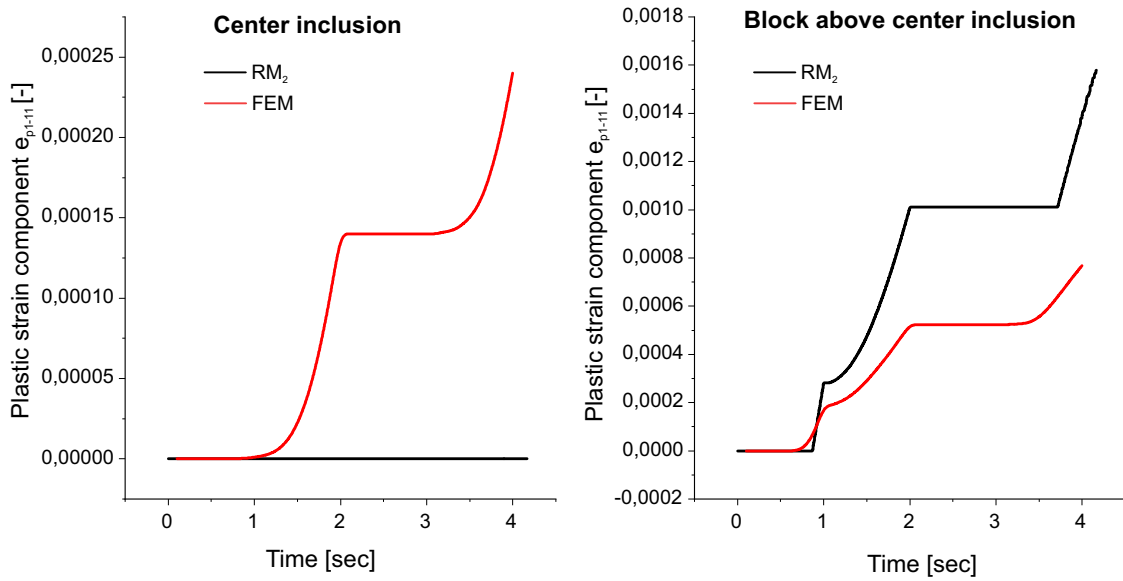 Center inclusion
RM₂
FEM
Plastic strain component e_p1-11 [-]
0,00025
0,00020
0,00015
0,00010
0,00005
0,00000
0 1 2 3 4
Time [sec]
Block above center inclusion
RM₂
FEM
Plastic strain component e_p1-11 [-]
0,0018
0,0016
0,0014
0,0012
0,0010
0,0008
0,0006
0,0004
0,0002
0,0000
-0,0002
0 1 2 3 4
Time [sec]